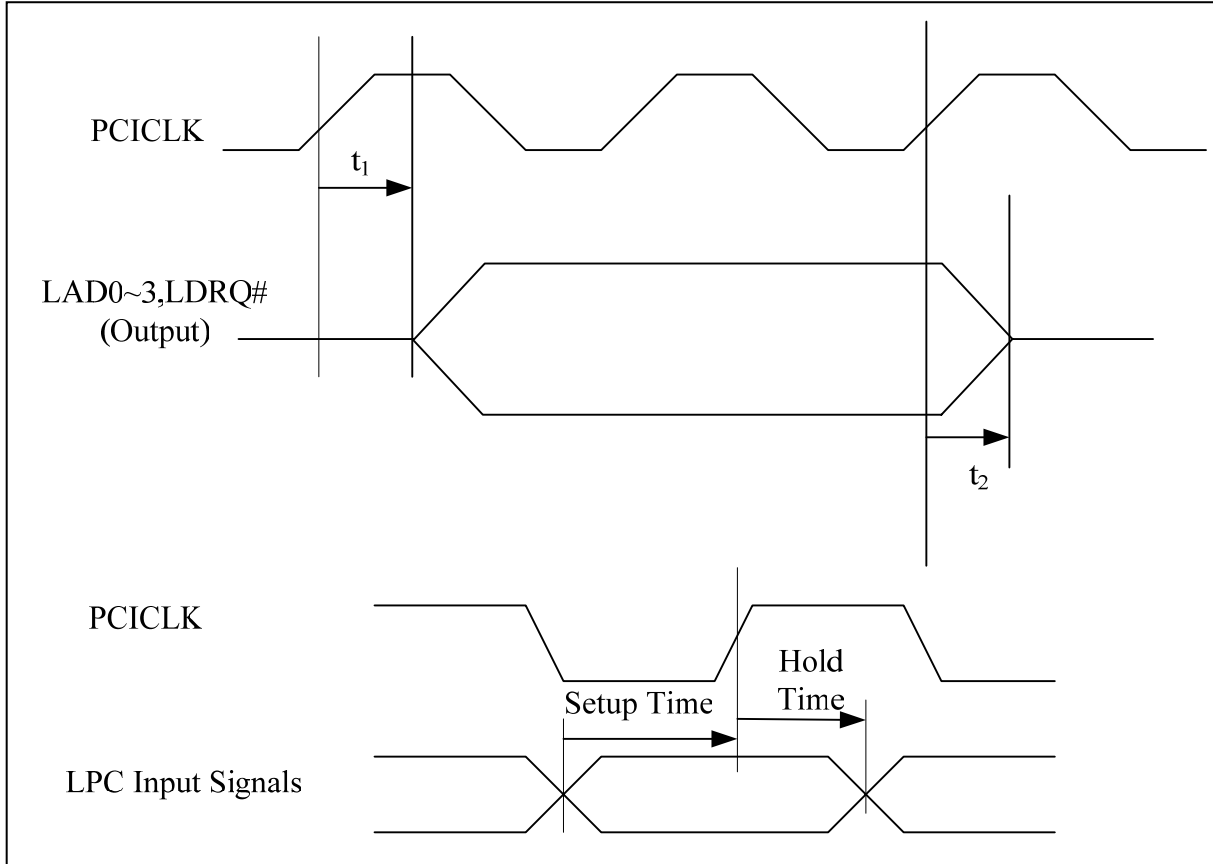 PCICLK
t1
LAD0~3,LDRQ#
(Output)
t2
PCICLK
Hold
Time
Setup Time
LPC Input Signals